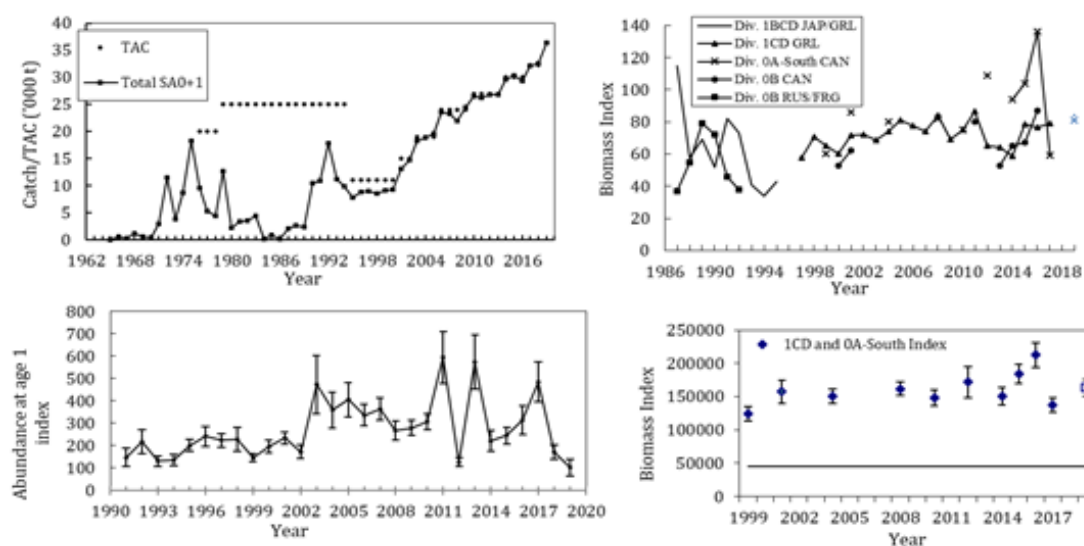 40
35
30
25
20
15
10
5
0
Catch/TAC ('000 t)
TAC
Total SA0+1
1962 1968 1974 1980 1986 1992 1998 2004 2010 2016
Year
140
120
100
80
60
40
20
0
Biomass Index
Div. 1BCD JAP/GRL
Div. 1CD GRL
Div. 0A-South CAN
Div. 0B CAN
Div. 0B RUS/FRG
1986 1990 1994 1998 2002 2006 2010 2014 2018
Year
800
700
600
500
400
300
200
100
0
Abundance at age 1
index
1990 1993 1996 1999 2002 2005 2008 2011 2014 2017 2020
Year
250000
200000
150000
100000
50000
0
Biomass Index
1CD and 0A-South Index
1999 2002 2005 2008 2011 2014 2017
Year